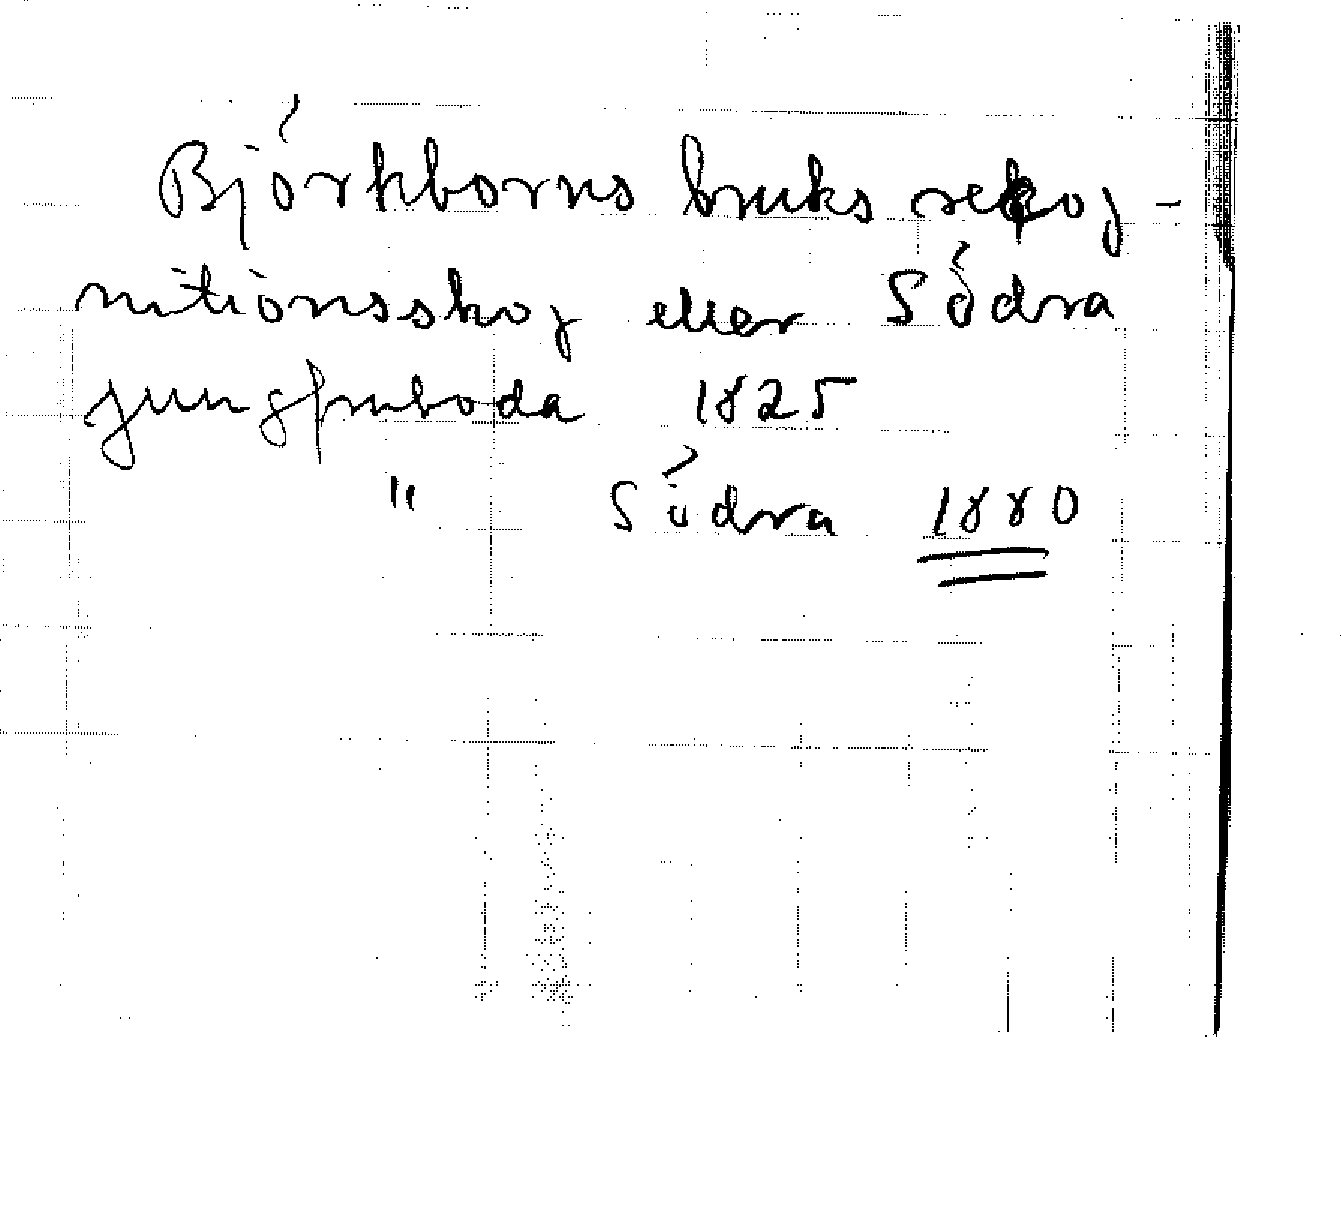 Björkborns bruks rekog-
nitionsskog eller Södra
jungfruboda 1825
" Södra 1880